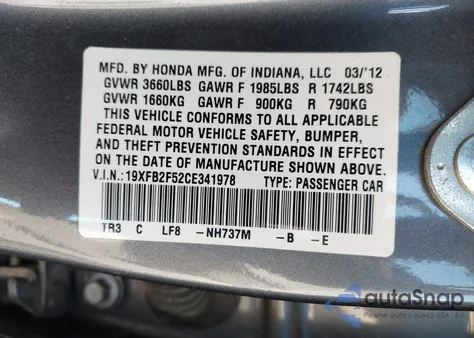 MFD. BY HONDA MFG. OF INDIANA, LLC 03/'12
GVWR 3660LBS GAWR F 1985LBS R 1742LBS
GVWR 1660KG GAWR F 900KG R 790KG
THIS VEHICLE CONFORMS TO ALL APPLICABLE
FEDERAL MOTOR VEHICLE SAFETY, BUMPER,
AND THEFT PREVENTION STANDARDS IN EFFECT
ON THE DATE OF MANUFACTURE SHOWN ABOVE.
V.I.N.: 19XFB2F52CE341978 TYPE: PASSENGER CAR
TR3 C LF8 -NH737M -B -E
autoSnap